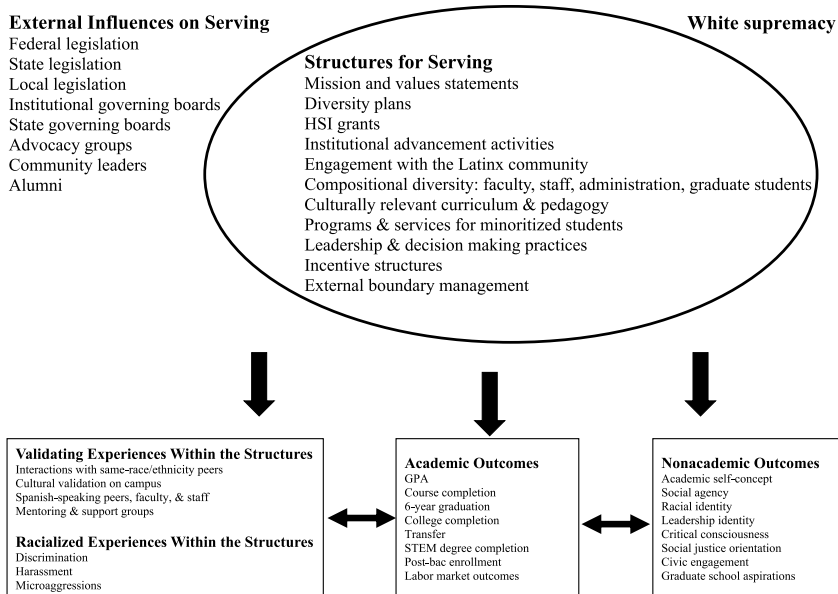 External Influences on Serving
Federal legislation
State legislation
Local legislation
Institutional governing boards
State governing boards
Advocacy groups
Community leaders
Alumni
White supremacy
Structures for Serving
Mission and values statements
Diversity plans
HSI grants
Institutional advancement activities
Engagement with the Latinx community
Compositional diversity: faculty, staff, administration, graduate students
Culturally relevant curriculum & pedagogy
Programs & services for minoritized students
Leadership & decision making practices
Incentive structures
External boundary management
Validating Experiences Within the Structures
Interactions with same-race/ethnicity peers
Cultural validation on campus
Spanish-speaking peers, faculty, & staff
Mentoring & support groups
Racialized Experiences Within the Structures
Discrimination
Harassment
Microaggressions
Academic Outcomes
GPA
Course completion
6-year graduation
College completion
Transfer
STEM degree completion
Post-bac enrollment
Labor market outcomes
Nonacademic Outcomes
Academic self-concept
Social agency
Racial identity
Leadership identity
Critical consciousness
Social justice orientation
Civic engagement
Graduate school aspirations